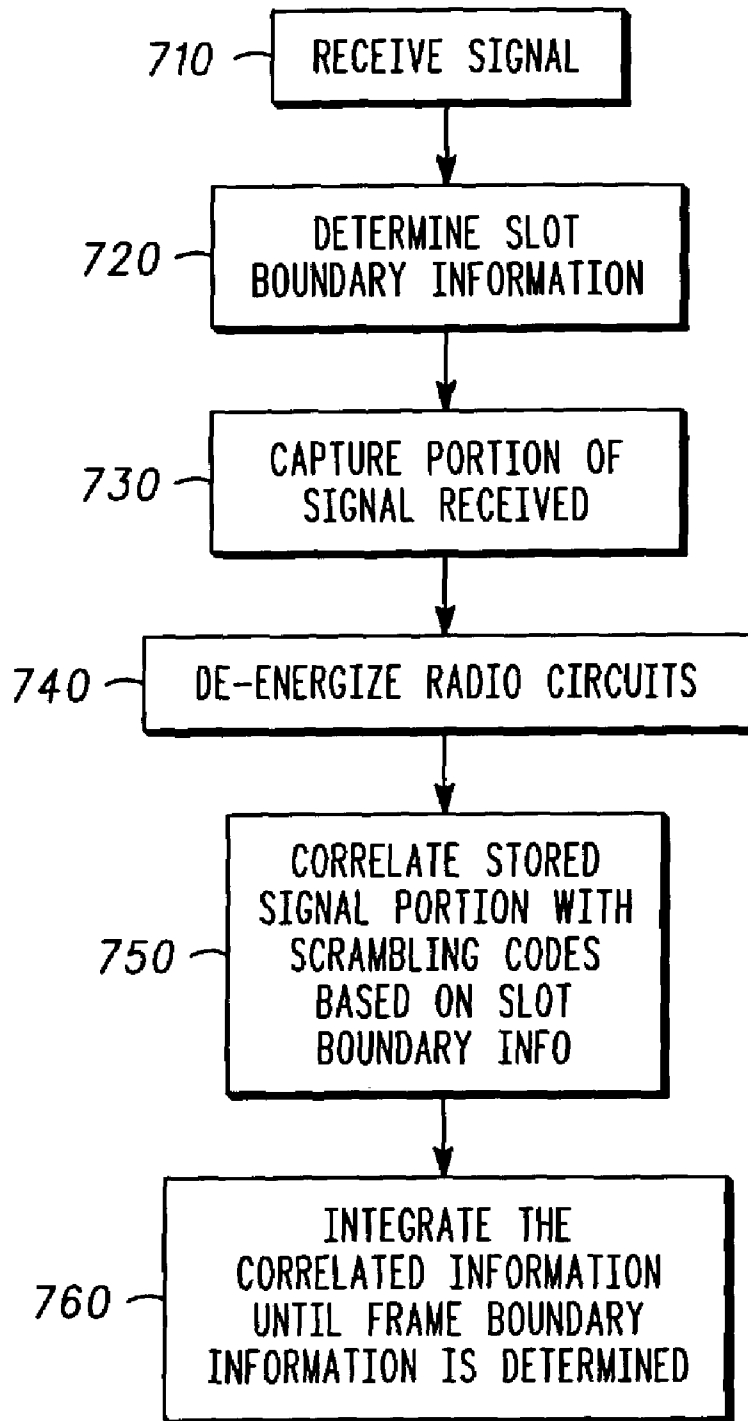 710
RECEIVE SIGNAL
720
DETERMINE SLOT
BOUNDARY INFORMATION
730
CAPTURE PORTION OF
SIGNAL RECEIVED
740
DE-ENERGIZE RADIO CIRCUITS
750
CORRELATE STORED
SIGNAL PORTION WITH
SCRAMBLING CODES
BASED ON SLOT
BOUNDARY INFO
760
INTEGRATE THE
CORRELATED INFORMATION
UNTIL FRAME BOUNDARY
INFORMATION IS DETERMINED